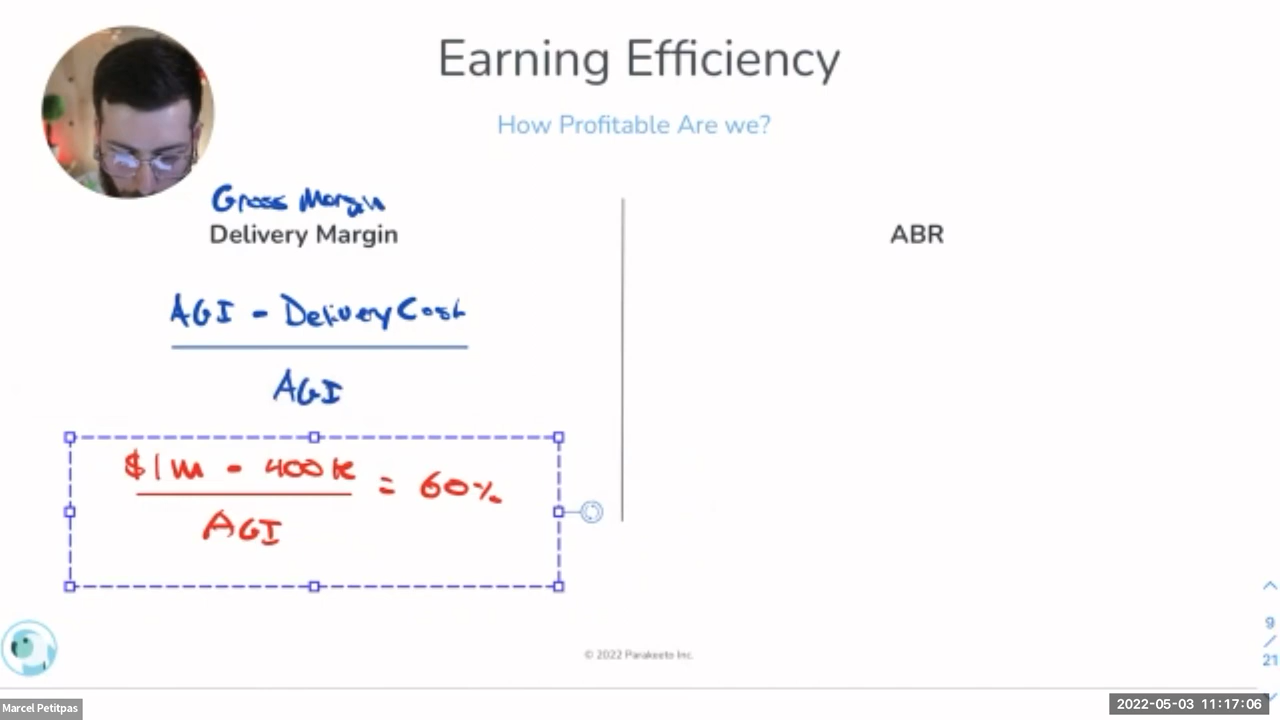 Earning Efficiency
How Profitable Are we?
Gross Margin
Delivery Margin
AGI - Delivery Cost
AGI
$1m - 400k = 60%
AGI
ABR
9
/
21
© 2022 Parakeeto Inc.
Marcel Petitpas
2022-05-03 11:17:06